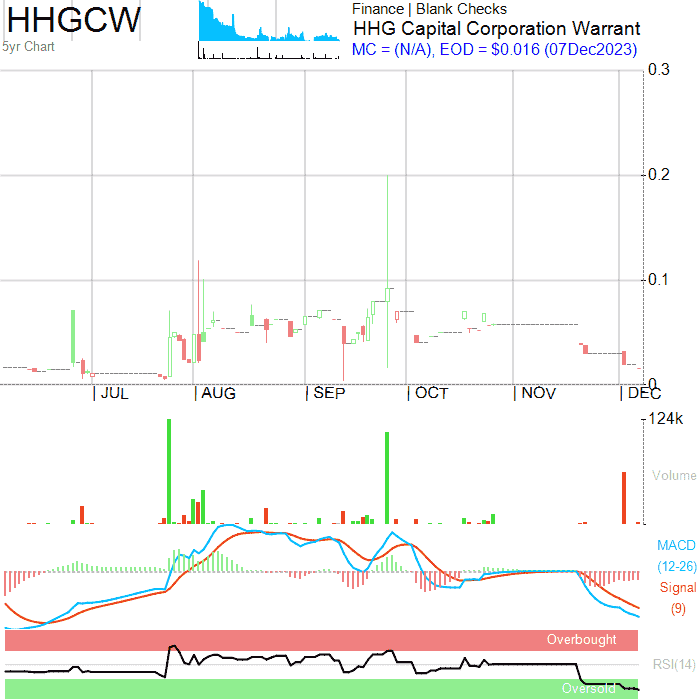 HHGCW
5yr Chart
Finance | Blank Checks
HHG Capital Corporation Warrant
MC = (N/A), EOD = $0.016 (07Dec2023)
0.3
0.2
0.1
0
| JUL | AUG | SEP | OCT | NOV | DEC
124k
Volume
MACD
(12-26)
Signal
(9)
Overbought
RSI(14)
Oversold